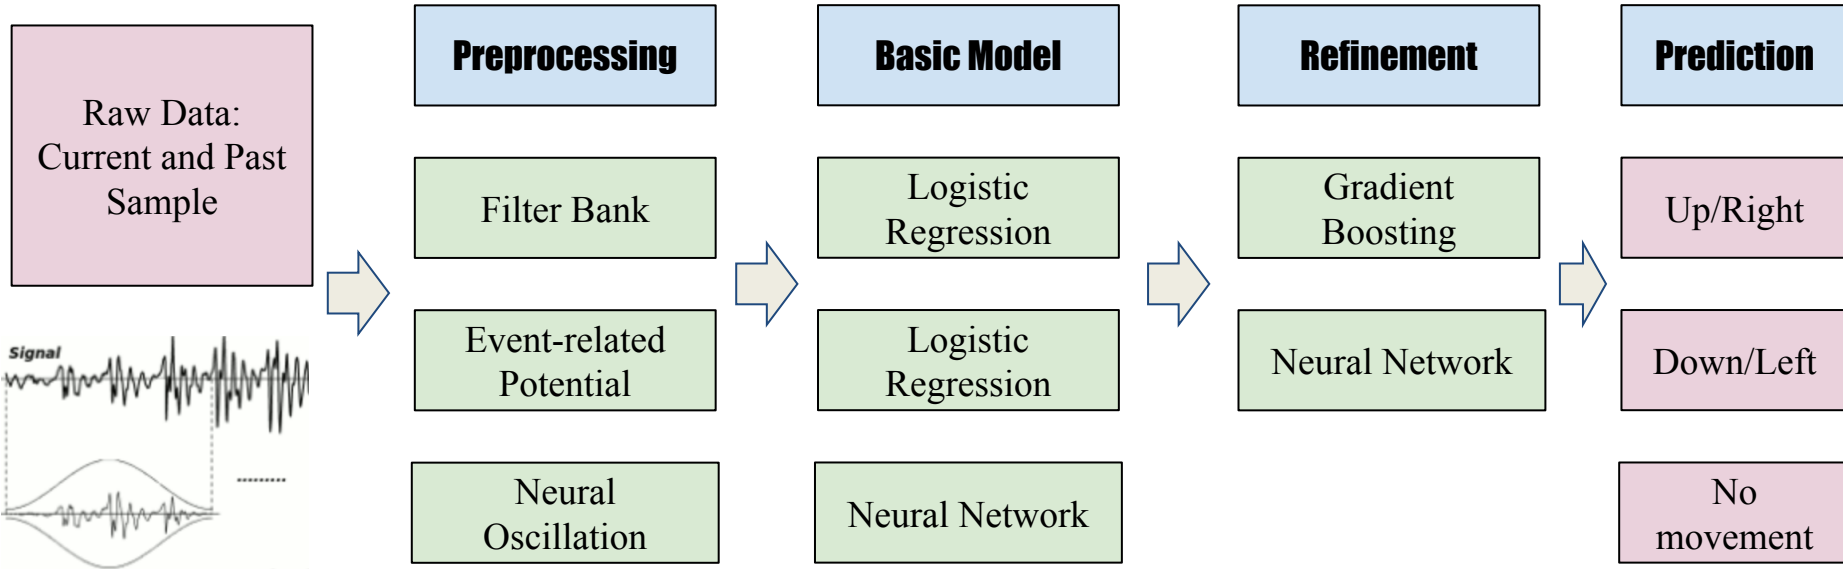 Raw Data:
Current and Past
Sample
Signal
Preprocessing
Filter Bank
Event-related
Potential
Neural
Oscillation
Basic Model
Logistic
Regression
Logistic
Regression
Neural Network
Refinement
Gradient
Boosting
Neural Network
Prediction
Up/Right
Down/Left
No
movement